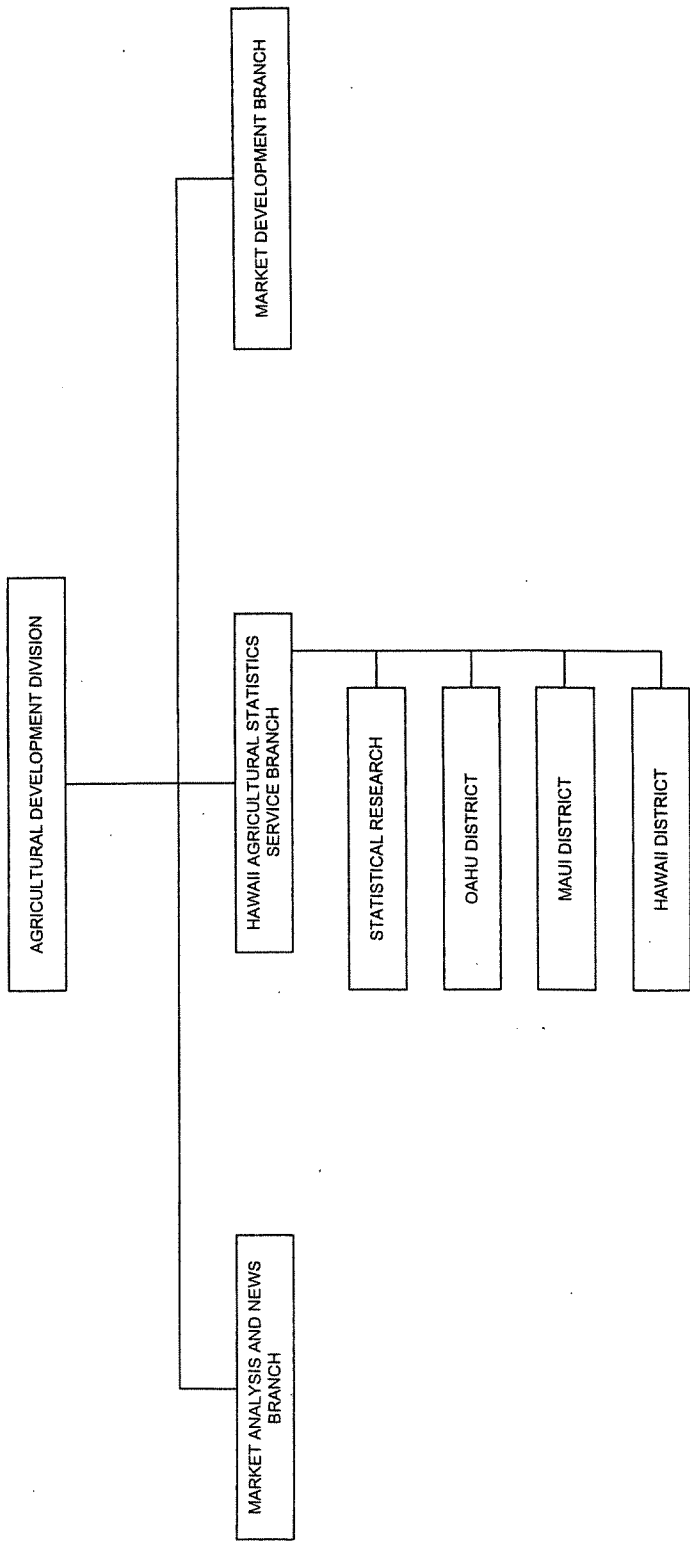 AGRICULTURAL DEVELOPMENT DIVISION
MARKET ANALYSIS AND NEWS
BRANCH
HAWAII AGRICULTURAL STATISTICS
SERVICE BRANCH
MARKET DEVELOPMENT BRANCH
STATISTICAL RESEARCH
OAHU DISTRICT
MAUI DISTRICT
HAWAII DISTRICT